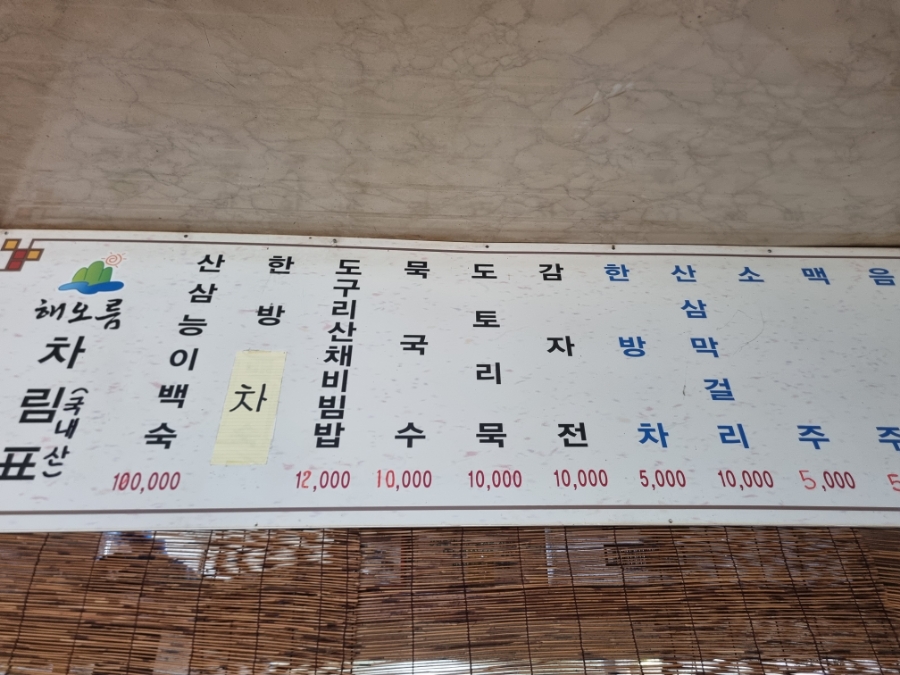 해오름
차림표
(국내산
산삼능이백숙
100,000
한방차
도구리산채비빔밥
12,000
묵국수
10,000
도토리묵
10,000
감자전
10,000
한방차
5,000
산삼막걸리
10,000
소주
5,000
맥주
5
음